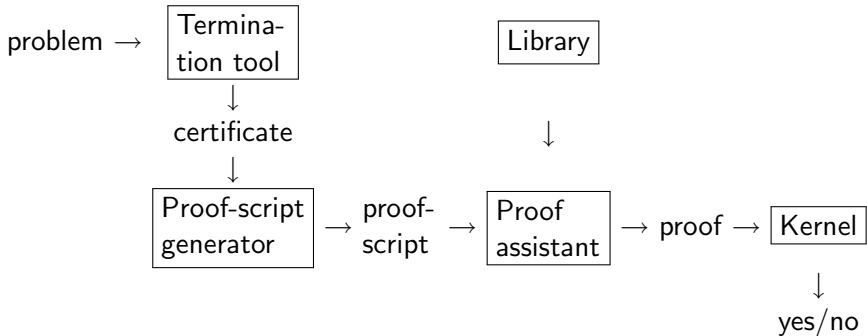 problem →
Termina-
tion tool
Library
↓
certificate
↓
↓
Proof-script
generator
→
proof-
script
→
Proof
assistant
→ proof →
Kernel
↓
yes/no